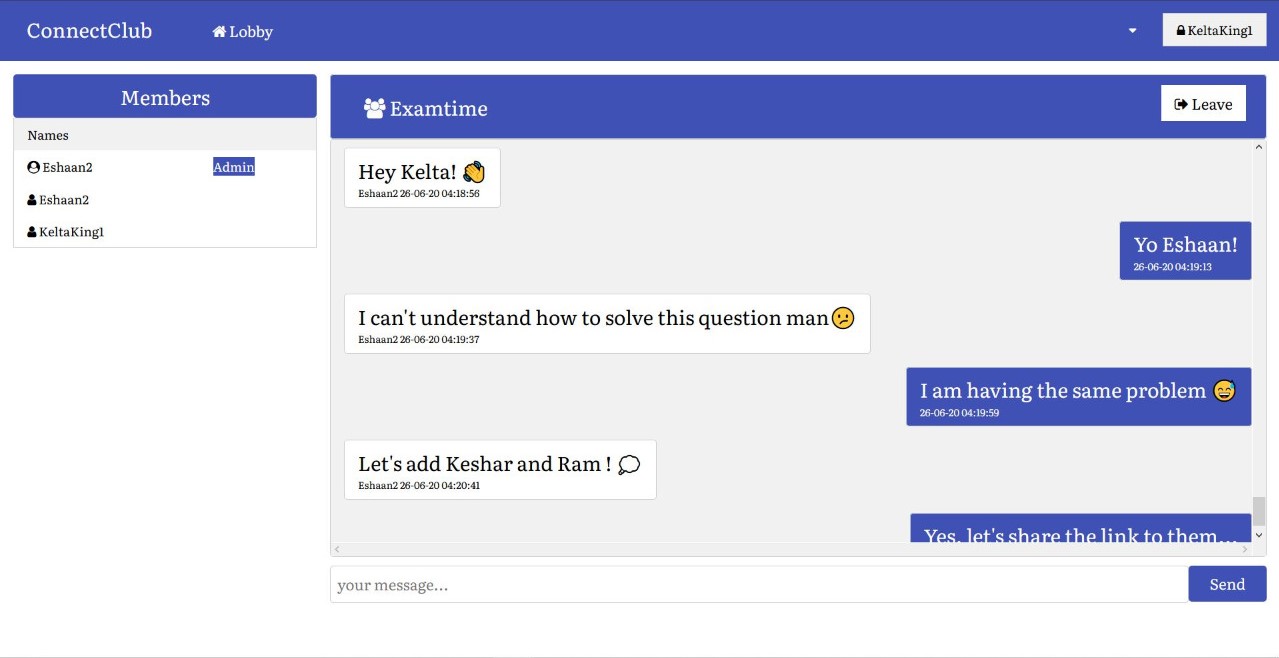 ConnectClub
Lobby
KeltaKing1
Members
Names
Eshaan2 Admin
Eshaan2
KeltaKing1
Examtime
Leave
Hey Kelta! 👋
Eshaan2 26-06-20 04:18:56
Yo Eshaan!
26-06-20 04:19:13
I can't understand how to solve this question man😕
Eshaan2 26-06-20 04:19:37
I am having the same problem 😅
26-06-20 04:19:59
Let's add Keshar and Ram ! 💭
Eshaan2 26-06-20 04:20:41
Yes, let's share the link to them...
your message...
Send